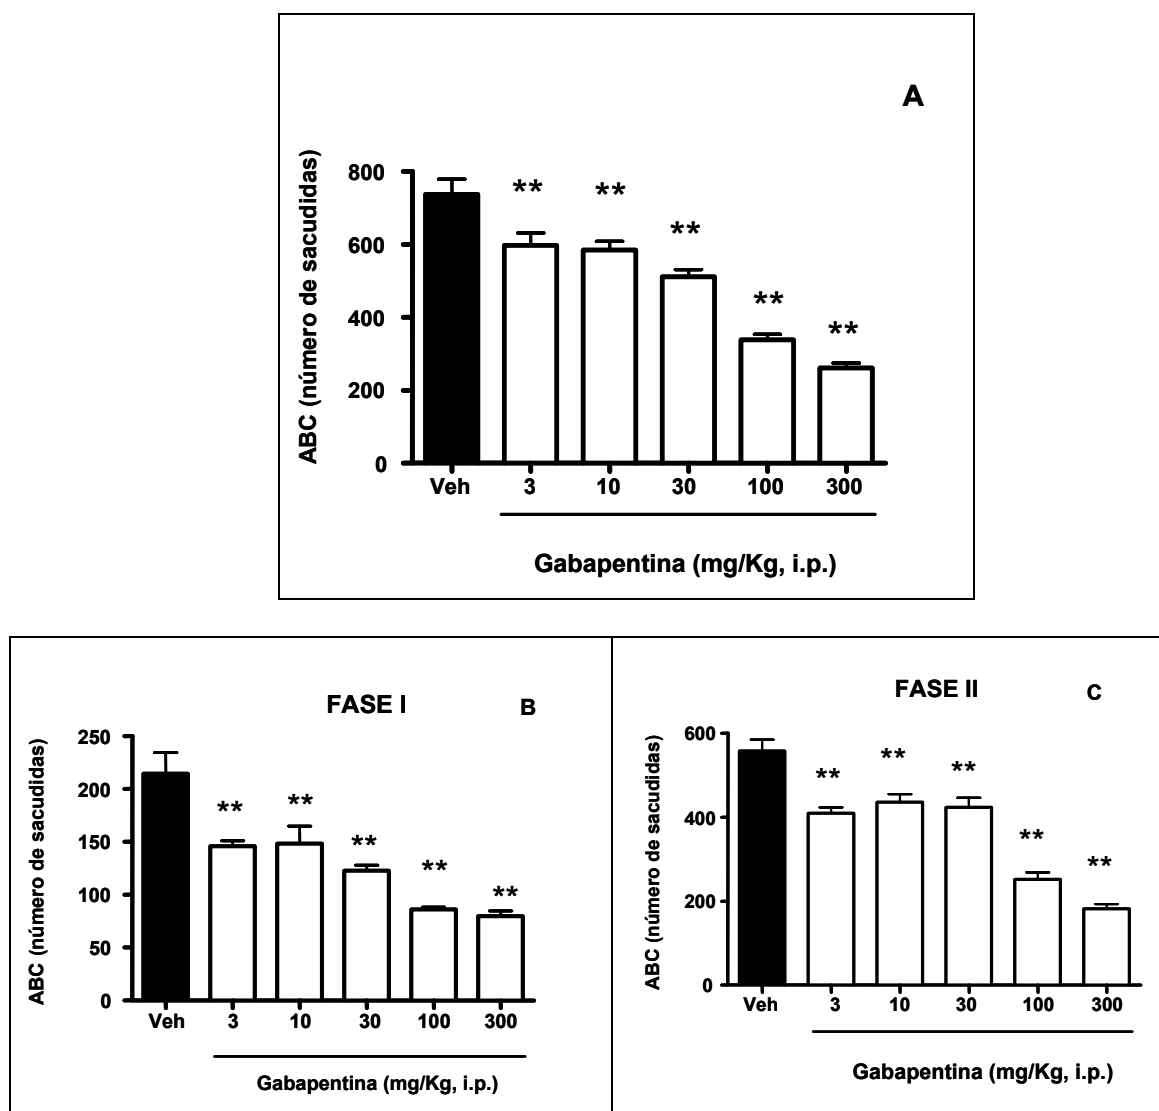 A
ABC (número de sacudidas)
800
600
400
200
0
** ** ** ** **
Veh 3 10 30 100 300
Gabapentina (mg/Kg, i.p.)
FASE I B
ABC (número de sacudidas)
250
200
150
100
50
0
** ** ** ** **
Veh 3 10 30 100 300
Gabapentina (mg/Kg, i.p.)
FASE II C
ABC (número de sacudidas)
600
400
200
0
** ** ** ** **
Veh 3 10 30 100 300
Gabapentina (mg/Kg, i.p.)